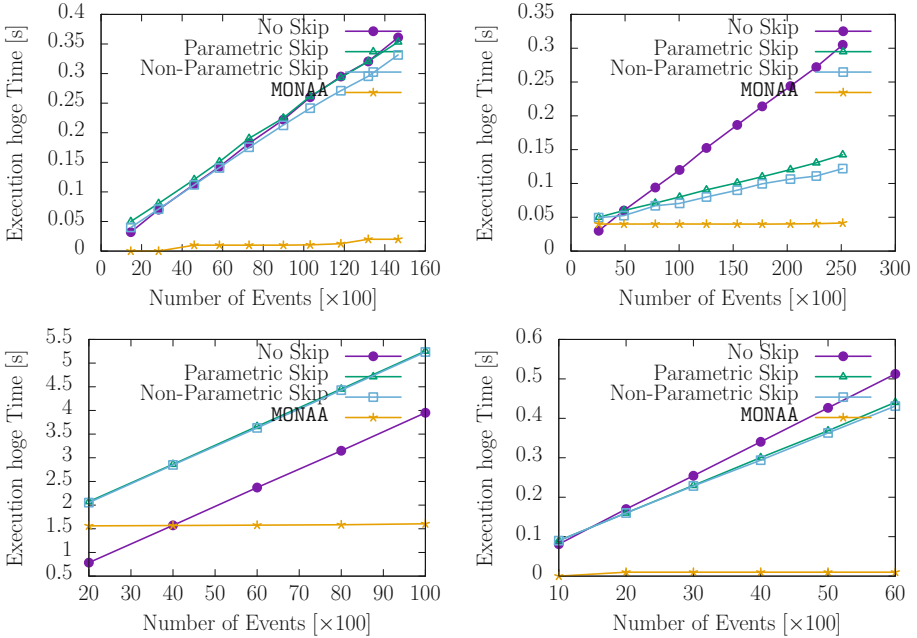 0.4
0.35
0.3
0.25
0.2
0.15
0.1
0.05
0
0 20 40 60 80 100 120 140 160
Execution hoge Time [s]
Number of Events [×100]
No Skip
Parametric Skip
Non-Parametric Skip
MONAA
0.35
0.3
0.25
0.2
0.15
0.1
0.05
0
0 50 100 150 200 250 300
Execution hoge Time [s]
Number of Events [×100]
No Skip
Parametric Skip
Non-Parametric Skip
MONAA
5.5
5
4.5
4
3.5
3
2.5
2
1.5
1
0.5
20 30 40 50 60 70 80 90 100
Execution hoge Time [s]
Number of Events [×100]
No Skip
Parametric Skip
Non-Parametric Skip
MONAA
0.6
0.5
0.4
0.3
0.2
0.1
0
10 20 30 40 50 60
Execution hoge Time [s]
Number of Events [×100]
No Skip
Parametric Skip
Non-Parametric Skip
MONAA